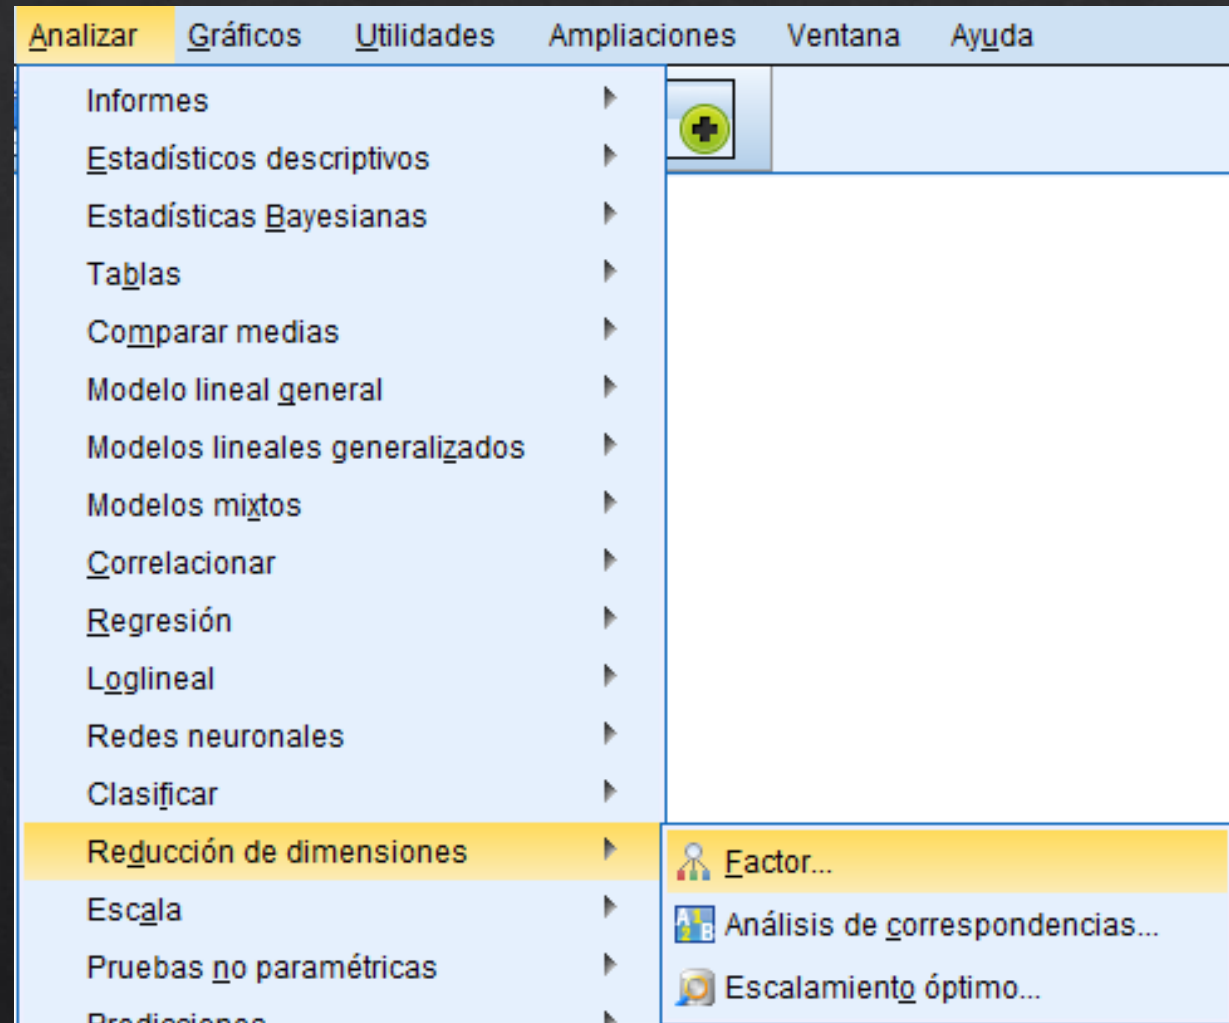 Analizar Gráficos Utilidades Ampliaciones Ventana Ayuda
Informes
Estadísticos descriptivos
Estadísticas Bayesianas
Tablas
Comparar medias
Modelo lineal general
Modelos lineales generalizados
Modelos mixtos
Correlacionar
Regresión
Loglineal
Redes neuronales
Clasificar
Reducción de dimensiones
Escala
Pruebas no paramétricas
Predicciones
Factor...
Análisis de correspondencias...
Escalamiento óptimo...